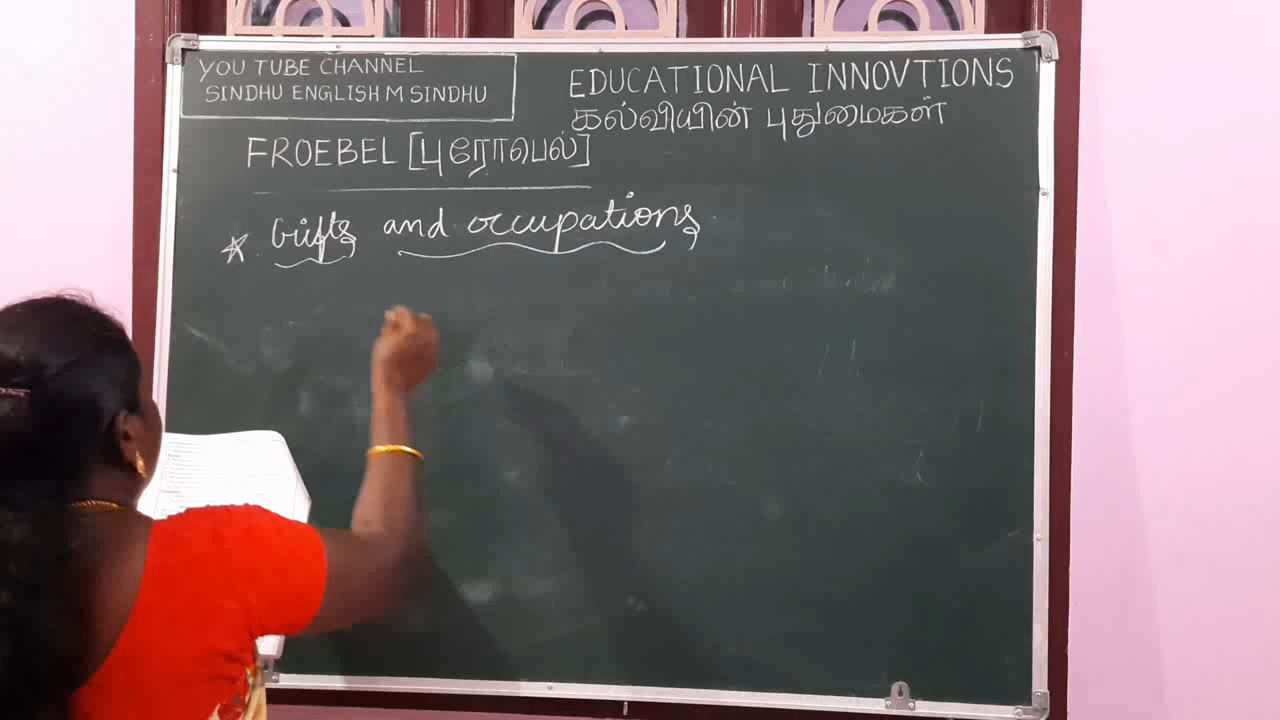 YOU TUBE CHANNEL
SINDHU ENGLISH M SINDHU
EDUCATIONAL INNOVTIONS
கல்வியின் புதுமைகள்
FROEBEL [புரோபெல்]
Gifts and occupations